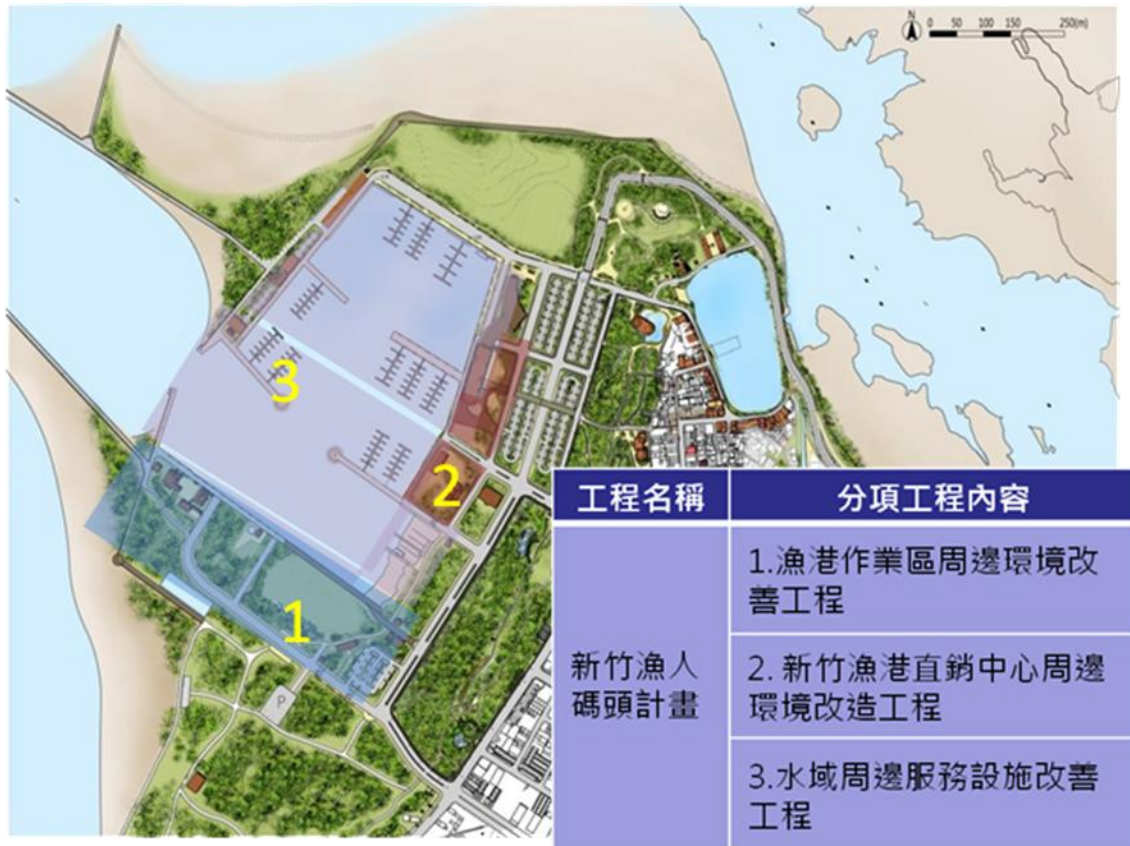 N
0 50 100 150 250(m)
3
2
1
P
工程名稱
分項工程內容
新竹漁人
碼頭計畫
1.漁港作業區周邊環境改
善工程
2. 新竹漁港直銷中心周邊
環境改造工程
3.水域周邊服務設施改善
工程